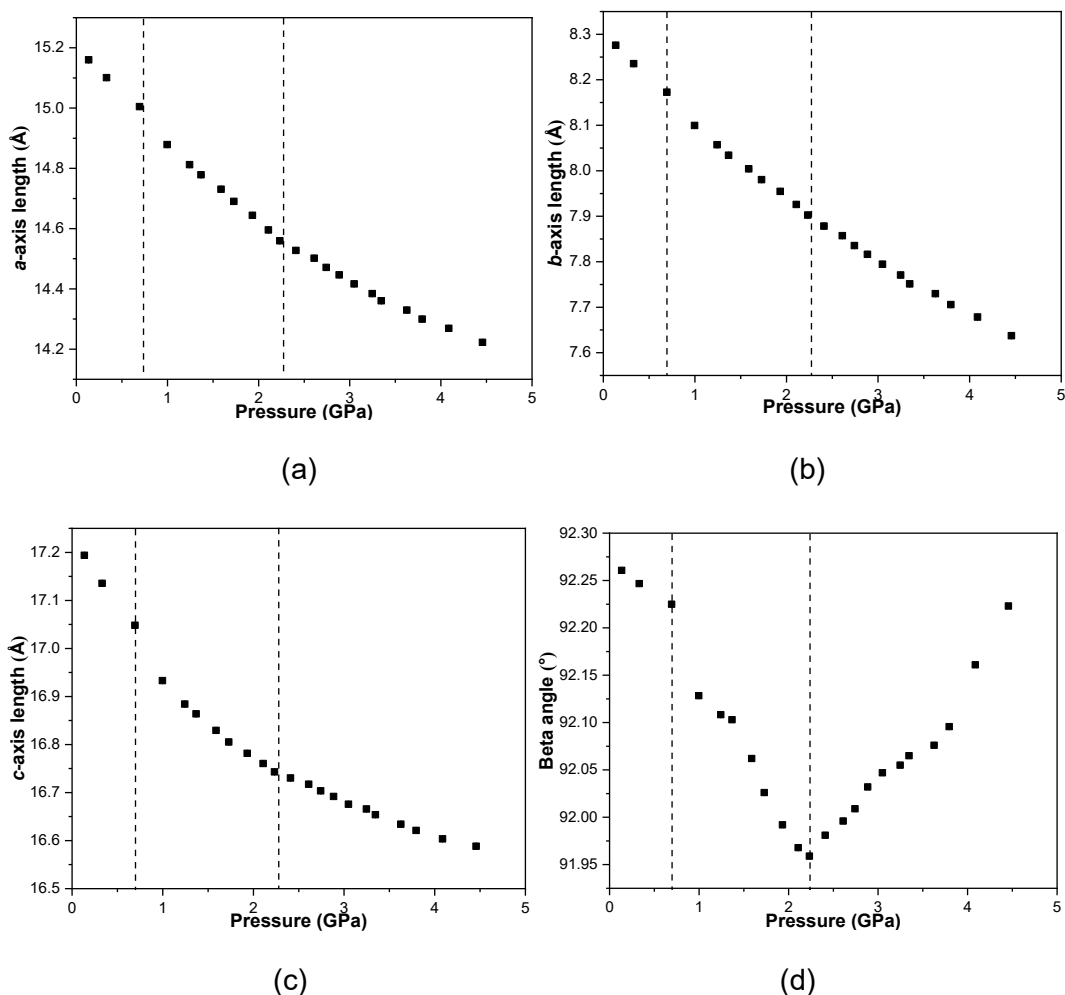 15.2
15.0
14.8
14.6
14.4
14.2
a-axis length (Å)
0 1 2 3 4 5
Pressure (GPa)
(a)
8.3
8.2
8.1
8.0
7.9
7.8
7.7
7.6
b-axis length (Å)
0 1 2 3 4 5
Pressure (GPa)
(b)
17.2
17.1
17.0
16.9
16.8
16.7
16.6
16.5
c-axis length (Å)
0 1 2 3 4 5
Pressure (GPa)
(c)
92.30
92.25
92.20
92.15
92.10
92.05
92.00
91.95
Beta angle (°)
0 1 2 3 4 5
Pressure (GPa)
(d)